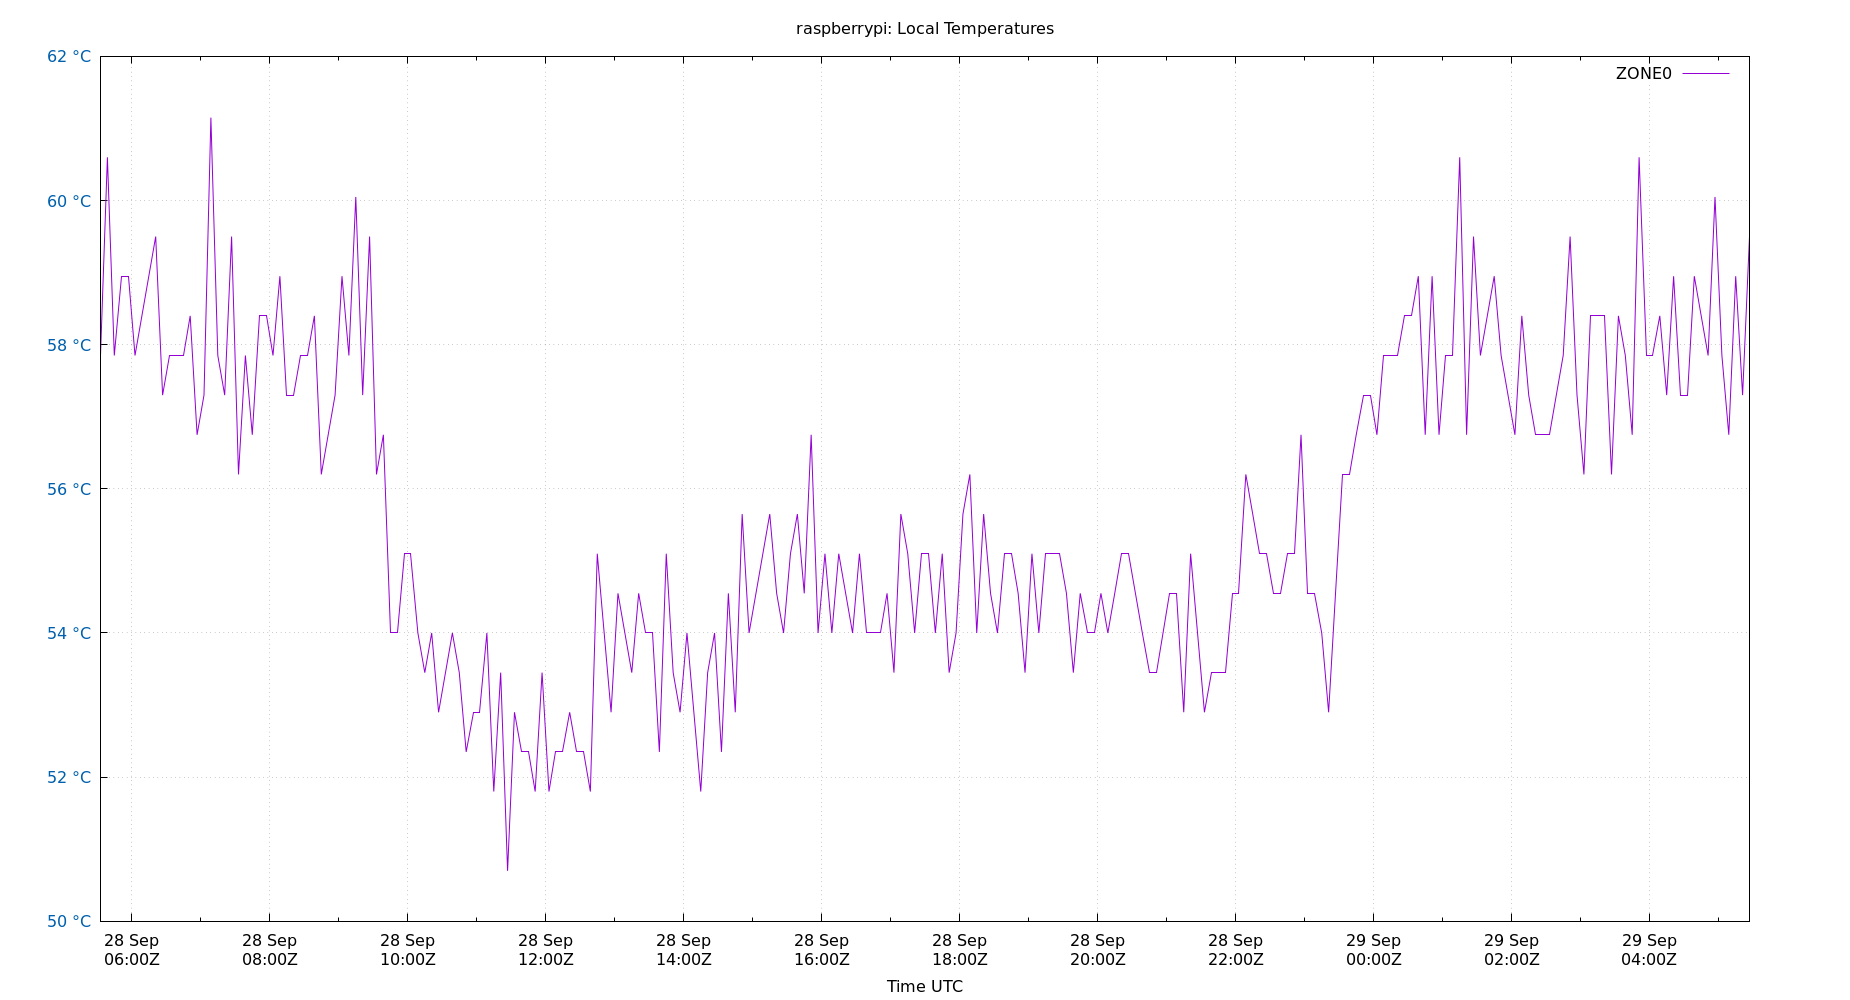 raspberrypi: Local Temperatures
62 °C
ZONE0
60 °C
58 °C
56 °C
54 °C
52 °C
50 °C
28 Sep 28 Sep 28 Sep 28 Sep 28 Sep 28 Sep 28 Sep 28 Sep 28 Sep 29 Sep 29 Sep 29 Sep
06:00Z 08:00Z 10:00Z 12:00Z 14:00Z 16:00Z 18:00Z 20:00Z 22:00Z 00:00Z 02:00Z 04:00Z
Time UTC